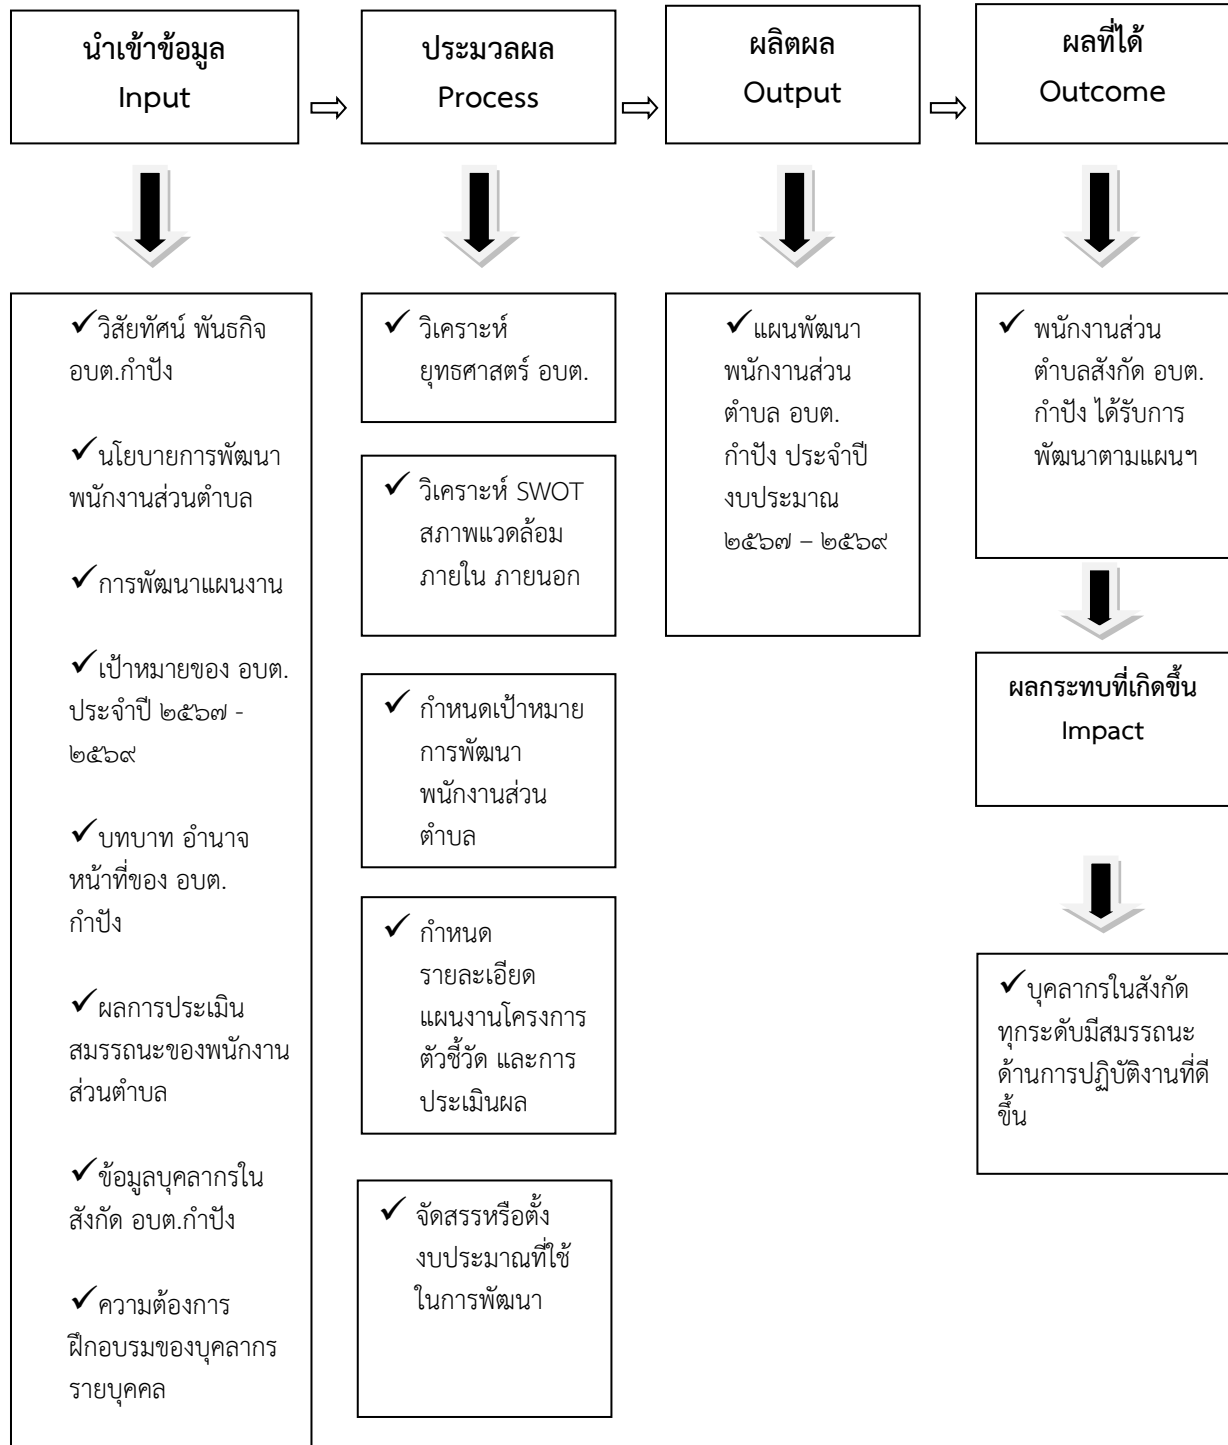 นำเข้าข้อมูล
Input
ประมวลผล
Process
ผลิตผล
Output
ผลที่ได้
Outcome
✓วิสัยทัศน์ พันธกิจ
อบต.กำปัง
✓นโยบายการพัฒนา
พนักงานส่วนตำบล
✓การพัฒนาแผนงาน
✓เป้าหมายของ อบต.
ประจำปี ๒๕๖๗ -
๒๕๖๙
✓บทบาท อำนาจ
หน้าที่ของ อบต.
กำปัง
✓ผลการประเมิน
สมรรถนะของพนักงาน
ส่วนตำบล
✓ข้อมูลบุคลากรใน
สังกัด อบต.กำปัง
✓ความต้องการ
ฝึกอบรมของบุคลากร
รายบุคคล
✓ วิเคราะห์
ยุทธศาสตร์ อบต.
✓ วิเคราะห์ SWOT
สภาพแวดล้อม
ภายใน ภายนอก
✓ กำหนดเป้าหมาย
การพัฒนา
พนักงานส่วน
ตำบล
✓ กำหนด
รายละเอียด
แผนงานโครงการ
ตัวชี้วัด และการ
ประเมินผล
✓ จัดสรรหรือตั้ง
งบประมาณที่ใช้
ในการพัฒนา
✓แผนพัฒนา
พนักงานส่วน
ตำบล อบต.
กำปัง ประจำปี
งบประมาณ
๒๕๖๗ – ๒๕๖๙
✓ พนักงานส่วน
ตำบลสังกัด อบต.
กำปัง ได้รับการ
พัฒนาตามแผนฯ
ผลกระทบที่เกิดขึ้น
Impact
✓บุคลากรในสังกัด
ทุกระดับมีสมรรถนะ
ด้านการปฏิบัติงานที่ดี
ขึ้น